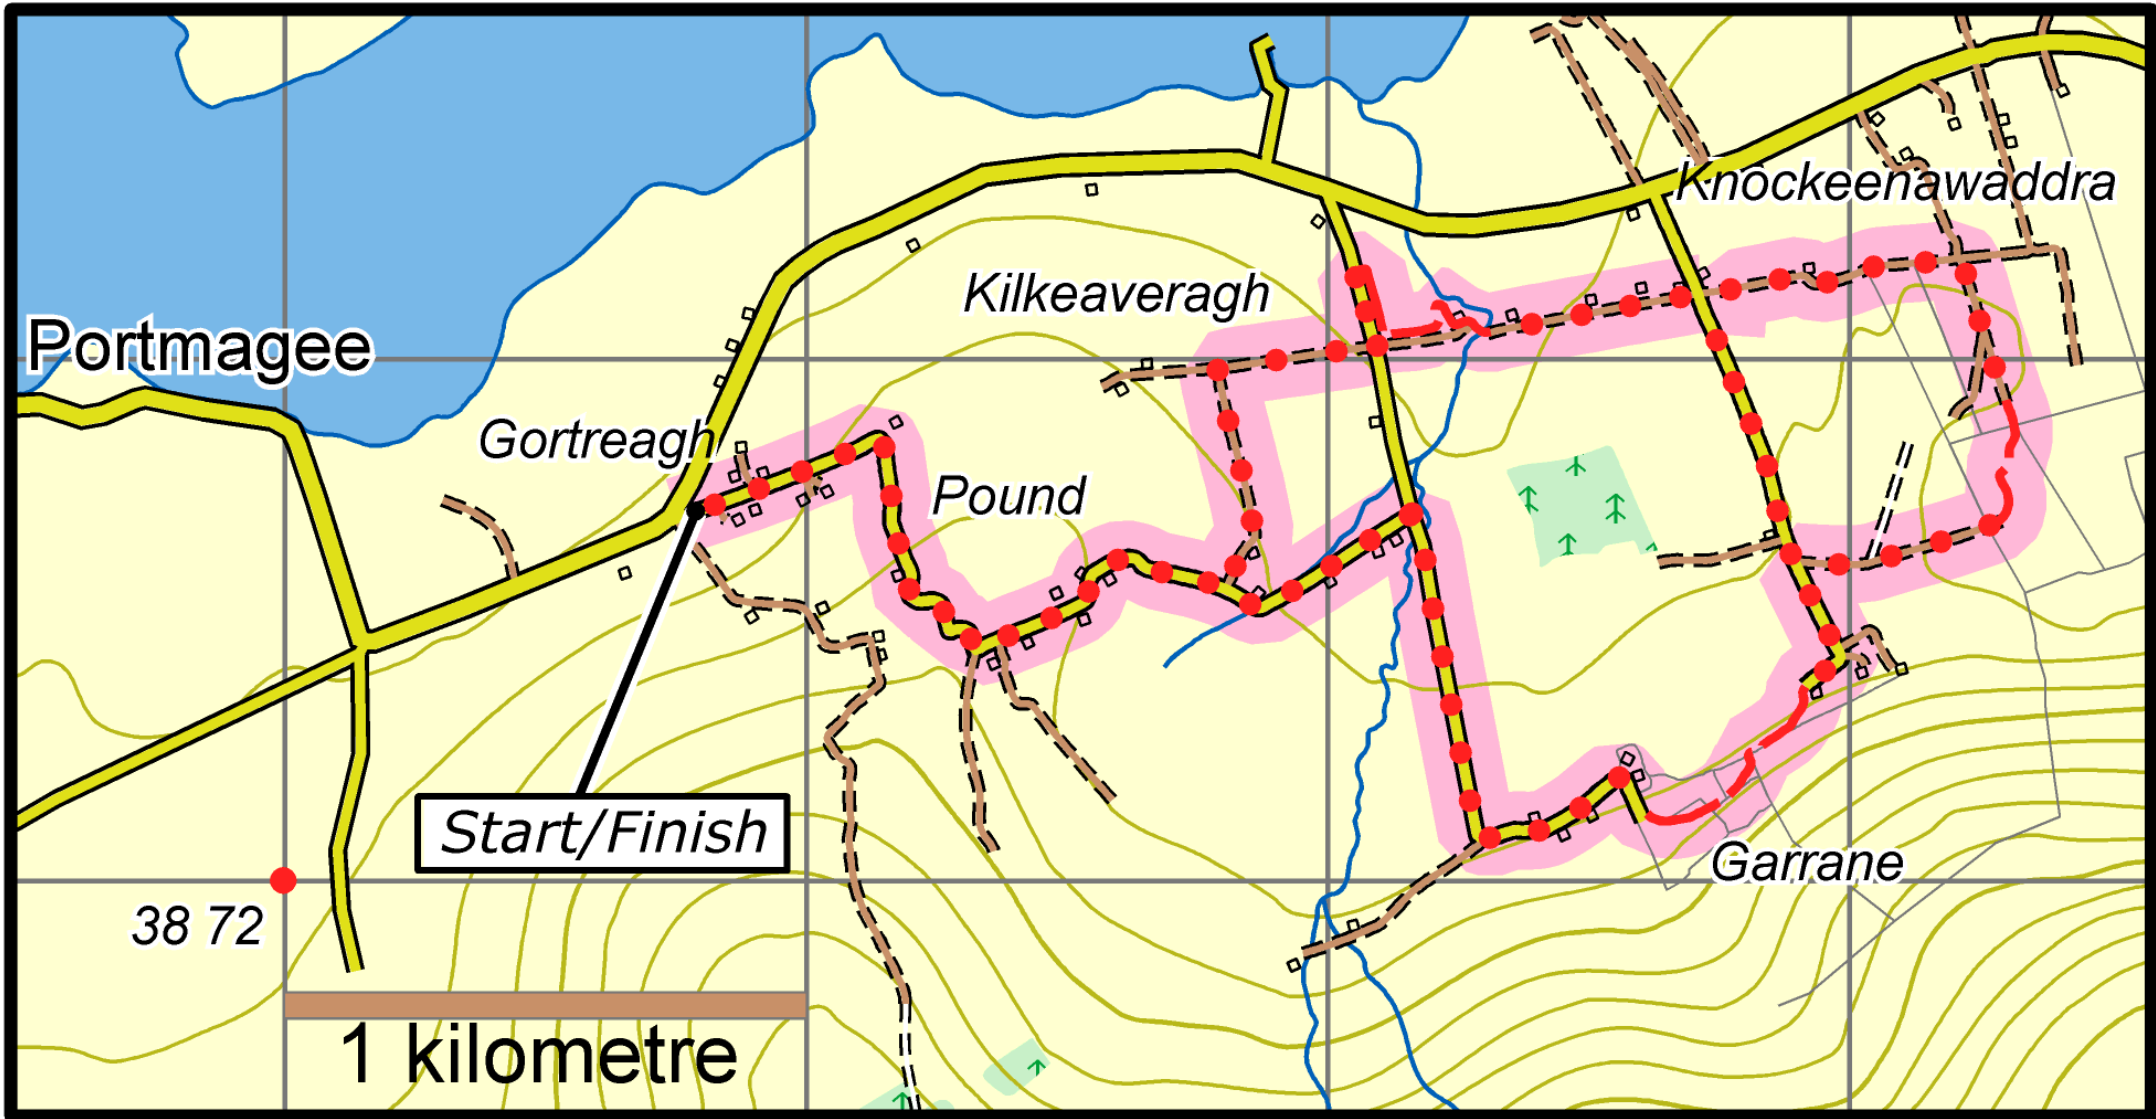 Knockeenawaddra
Kilkeaveragh
Portmagee
Gortreagh
Pound
Start/Finish
Garrane
38 72
1 kilometre